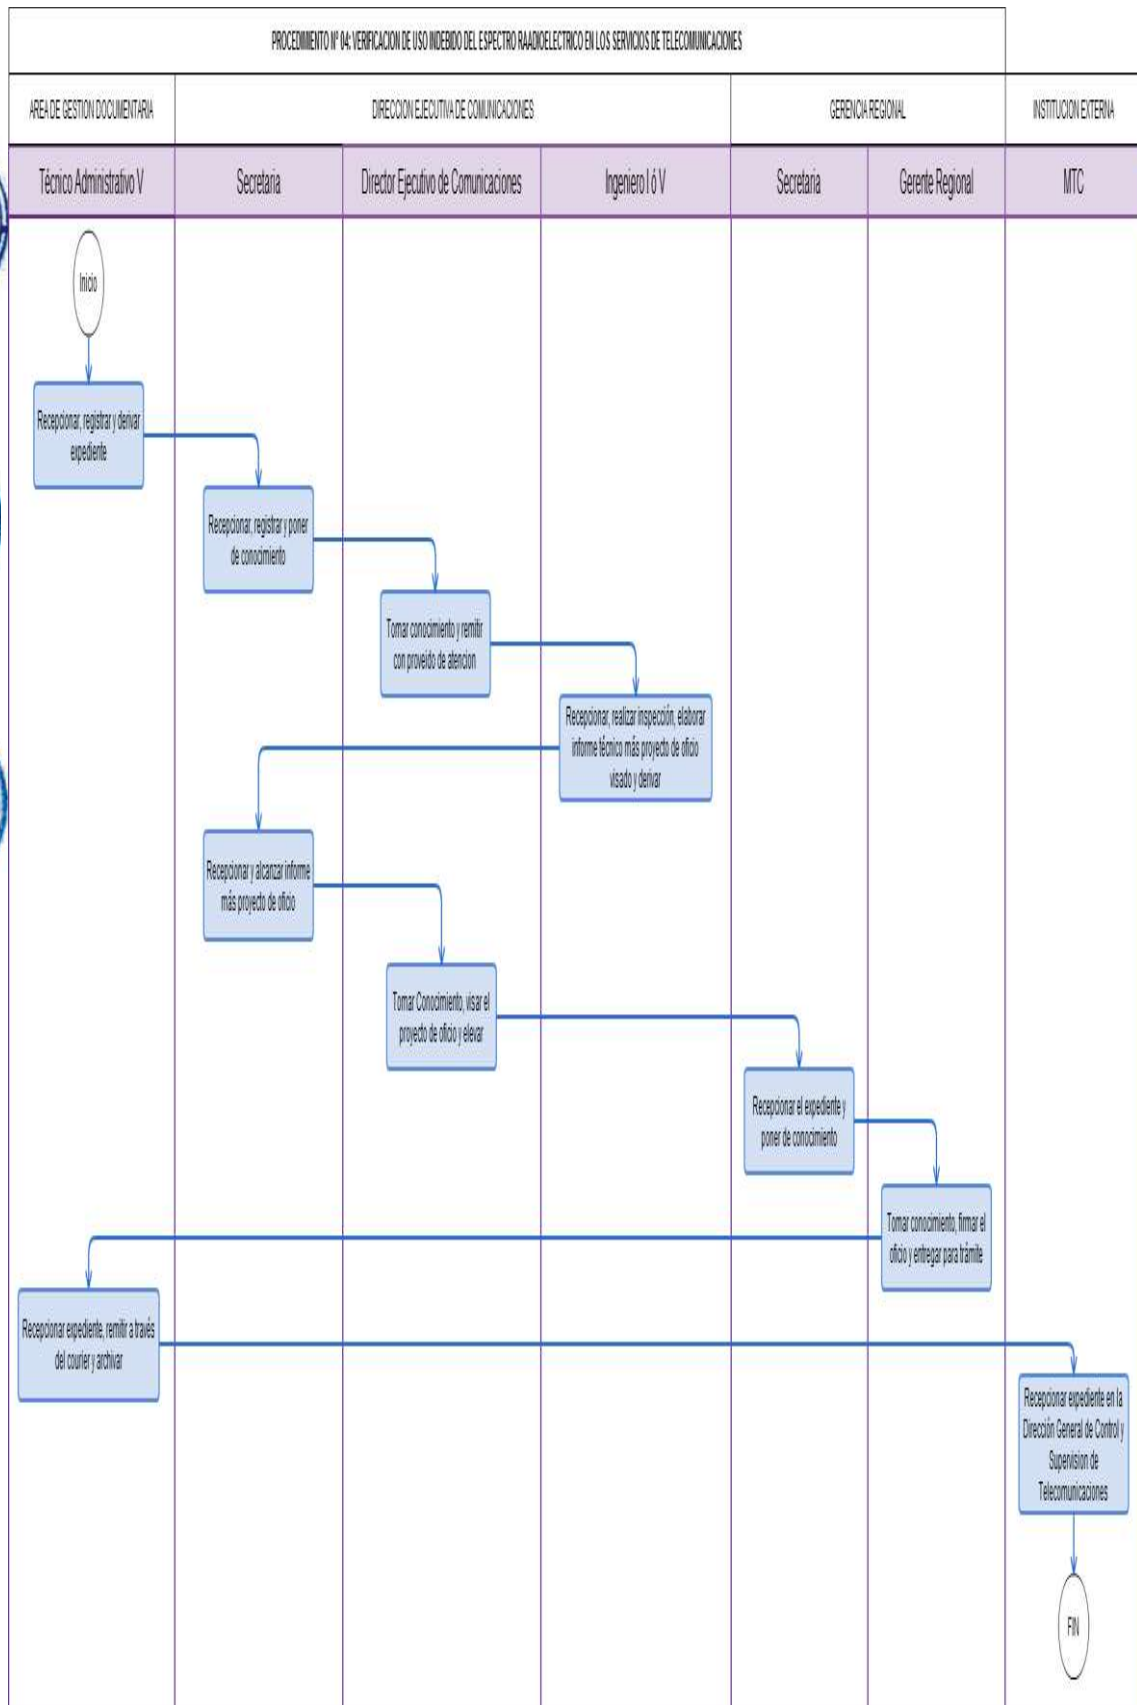 PROCEDIMIENTO N° 04: VERIFICACION DE USO INDEBIDO DEL ESPECTRO RAADIOELECTRICO EN LOS SERVICIOS DE TELECOMUNICACIONES
AREA DE GESTION DOCUMENTARIA
DIRECCION EJECUTIVA DE COMUNICACIONES
GERENCIA REGIONAL
INSTITUCION EXTERNA
Técnico Administrativo V
Secretaria
Director Ejecutivo de Comunicaciones
Ingeniero I ó V
Secretaria
Gerente Regional
MTC
Inicio
Recepcionar, registrar y derivar
expediente
Recepcionar, registrar y poner
de conocimiento
Tomar conocimiento y remitir
con proveido de atencion
Recepcionar, realizar inspección, elaborar
informe técnico más proyecto de oficio
visado y derivar
Recepcionar y alcanzar informe
más proyecto de oficio
Tomar Conocimiento, visar el
proyecto de oficio y elevar
Recepcionar el expediente y
poner de conocimiento
Tomar conocimiento, firmar el
oficio y entregar para trámite
Recepcionar expediente, remitir a través
del courier y archivar
Recepcionar expediente en la
Dirección General de Control y
Supervision de
Telecomunicaciones
FIN